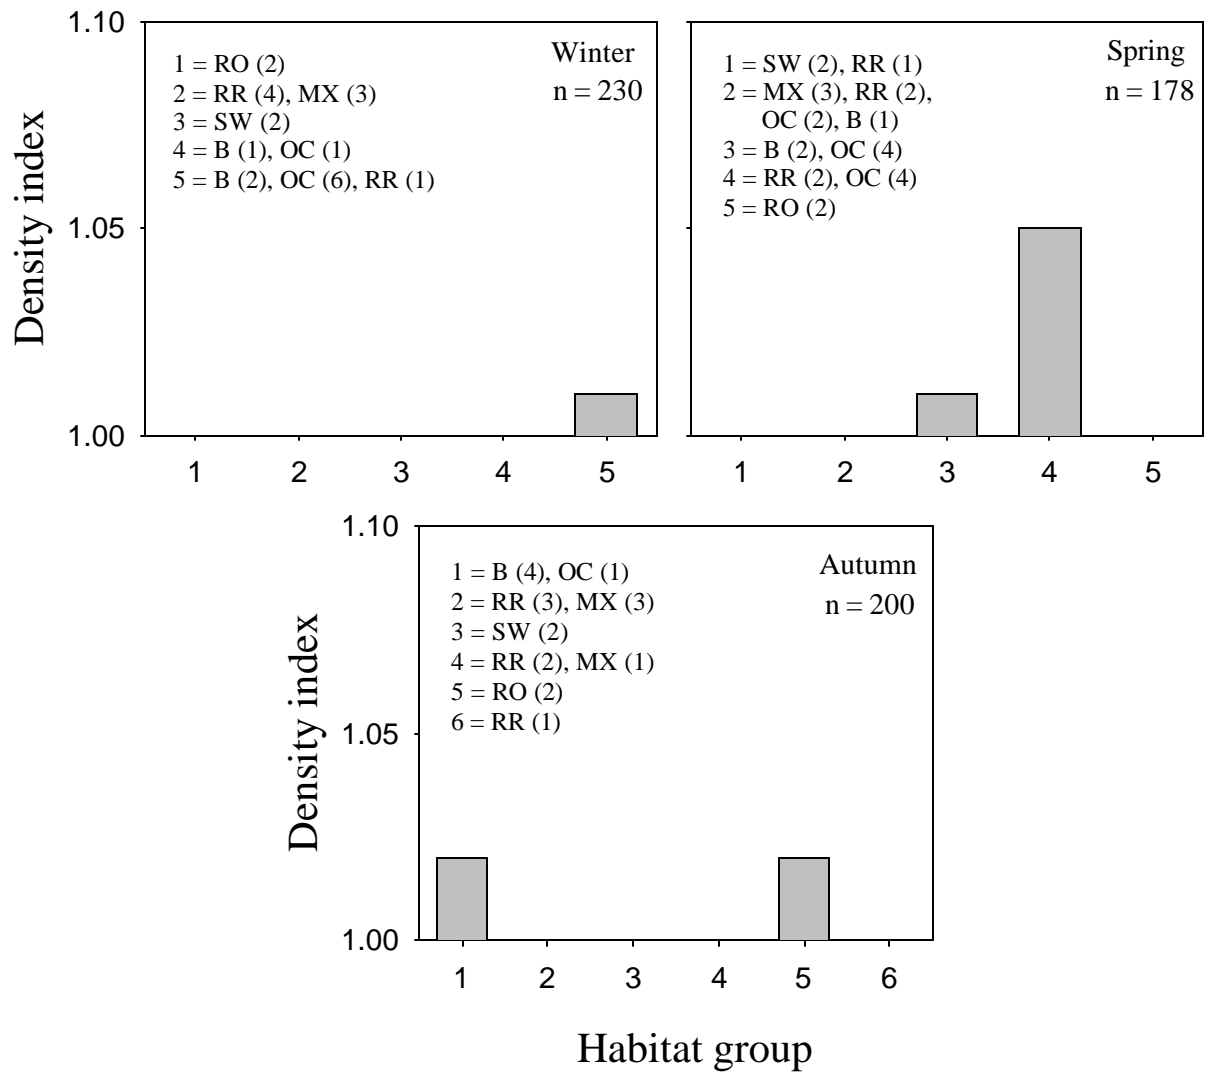 1.10
1.05
1.00
Density index
1 = RO (2)
2 = RR (4), MX (3)
3 = SW (2)
4 = B (1), OC (1)
5 = B (2), OC (6), RR (1)
Winter
n = 230
1 2 3 4 5
1 = SW (2), RR (1)
2 = MX (3), RR (2),
OC (2), B (1)
3 = B (2), OC (4)
4 = RR (2), OC (4)
5 = RO (2)
Spring
n = 178
1 2 3 4 5
1.10
1.05
1.00
Density index
1 = B (4), OC (1)
2 = RR (3), MX (3)
3 = SW (2)
4 = RR (2), MX (1)
5 = RO (2)
6 = RR (1)
Autumn
n = 200
1 2 3 4 5 6
Habitat group